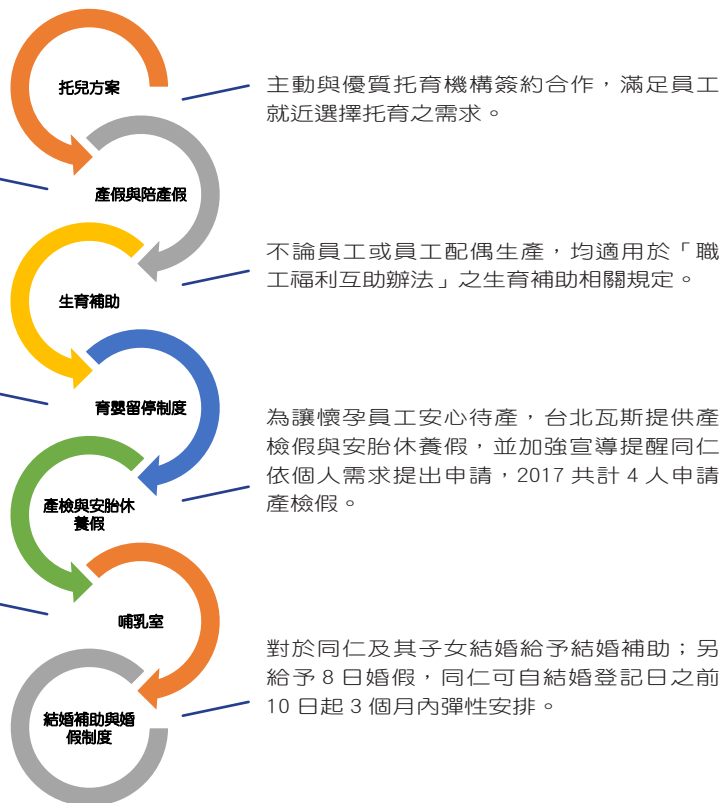 托兒方案
主動與優質托育機構簽約合作，滿足員工
就近選擇托育之需求。
產假與陪產假
生育補助
不論員工或員工配偶生產，均適用於「職
工福利互助辦法」之生育補助相關規定。
育嬰留停制度
產檢與安胎休
養假
為讓懷孕員工安心待產，台北瓦斯提供產
檢假與安胎休養假，並加強宣導提醒同仁
依個人需求提出申請，2017 共計 4 人申請
產檢假。
哺乳室
結婚補助與婚
假制度
對於同仁及其子女結婚給予結婚補助；另
給予 8 日婚假，同仁可自結婚登記日之前
10 日起 3 個月內彈性安排。